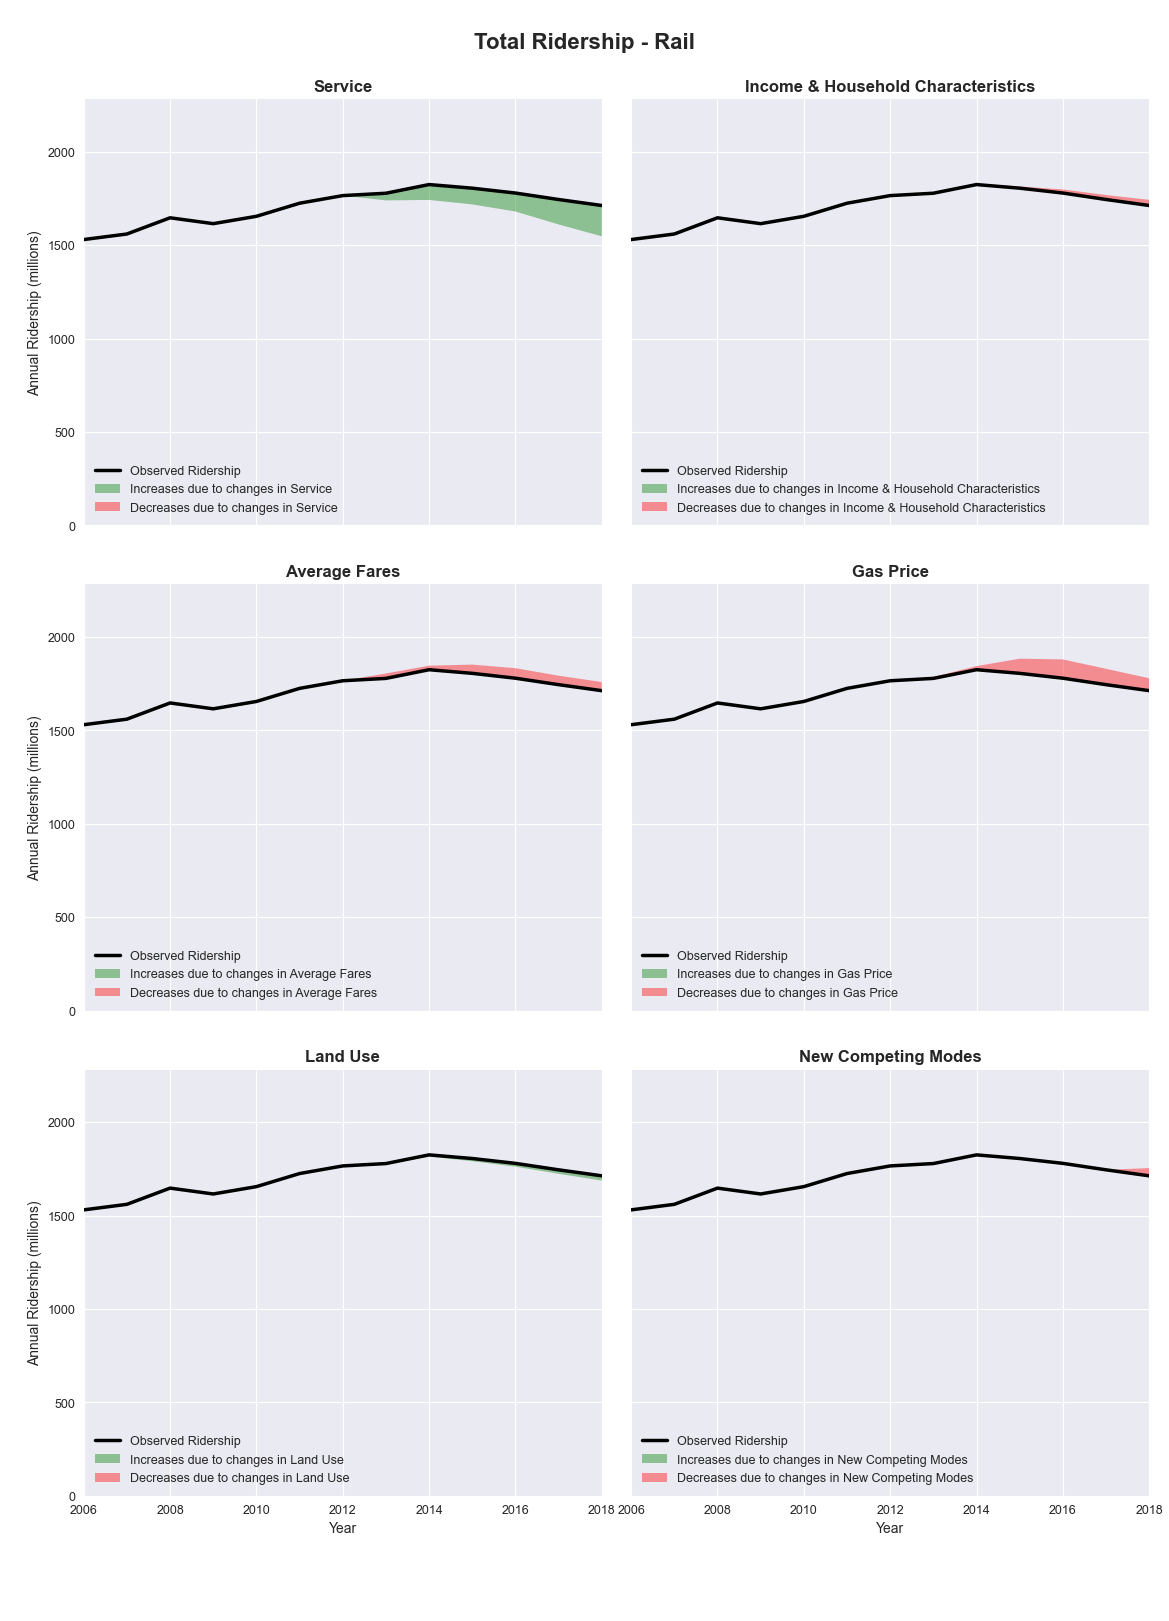 Total Ridership - Rail
Service
Income & Household Characteristics
2000
1500
1000
500
0
Annual Ridership (millions)
Observed Ridership
Increases due to changes in Service
Decreases due to changes in Service
Observed Ridership
Increases due to changes in Income & Household Characteristics
Decreases due to changes in Income & Household Characteristics
Average Fares
Gas Price
2000
1500
1000
500
0
Annual Ridership (millions)
Observed Ridership
Increases due to changes in Average Fares
Decreases due to changes in Average Fares
Observed Ridership
Increases due to changes in Gas Price
Decreases due to changes in Gas Price
Land Use
New Competing Modes
2000
1500
1000
500
0
Annual Ridership (millions)
Observed Ridership
Increases due to changes in Land Use
Decreases due to changes in Land Use
Observed Ridership
Increases due to changes in New Competing Modes
Decreases due to changes in New Competing Modes
2006 2008 2010 2012 2014 2016 2018
2006 2008 2010 2012 2014 2016 2018
Year
Year